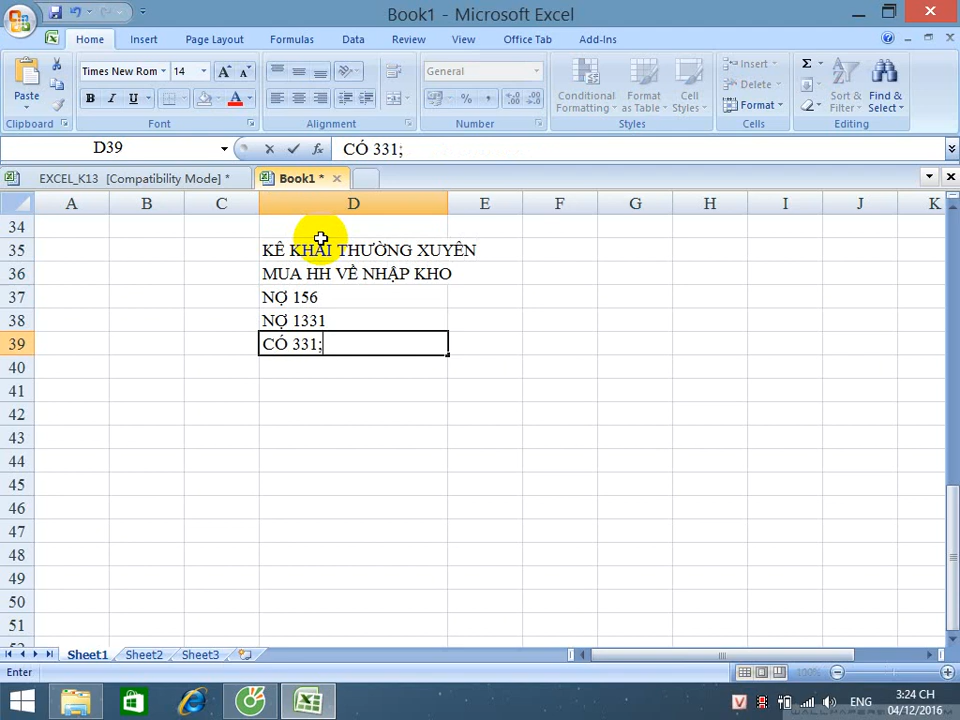 Book1 - Microsoft Excel
Home Insert Page Layout Formulas Data Review View Office Tab Add-Ins
Paste
Times New Rom 14
B I U
General
Conditional Formatting
Format as Table
Cell Styles
Insert
Delete
Format
Sort & Filter
Find & Select
Clipboard Font Alignment Number Styles Cells Editing
D39 fx CÓ 331;
EXCEL_K13 [Compatibility Mode] * Book1 *
A B C D E F G H I J K
34
35 KÊ KHAI THƯỜNG XUYÊN
36 MUA HH VỀ NHẬP KHO
37 NỢ 156
38 NỢ 1331
39 CÓ 331;
40
41
42
43
44
45
46
47
48
49
50
51
Sheet1 Sheet2 Sheet3
Enter 100%
ENG 3:24 CH
04/12/2016